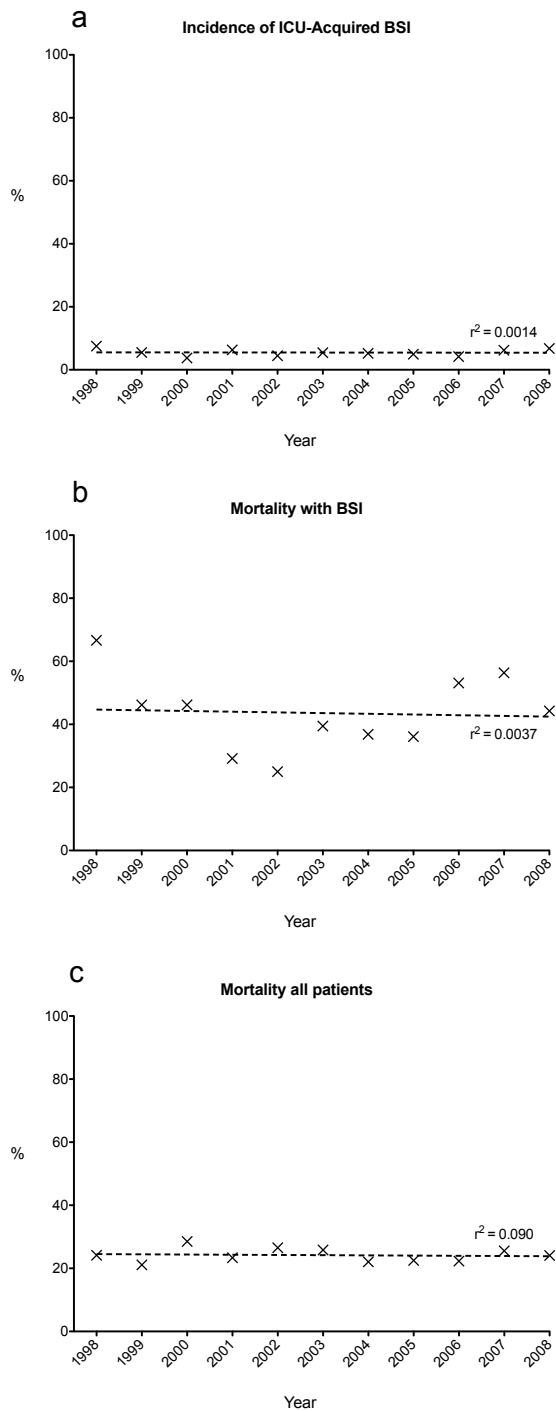 a
Incidence of ICU-Acquired BSI
100
80
60
40
20
0
%
r² = 0.0014
1998 1999 2000 2001 2002 2003 2004 2005 2006 2007 2008
Year
b
Mortality with BSI
100
80
60
40
20
0
%
r² = 0.0037
1998 1999 2000 2001 2002 2003 2004 2005 2006 2007 2008
Year
c
Mortality all patients
100
80
60
40
20
0
%
r² = 0.090
1998 1999 2000 2001 2002 2003 2004 2005 2006 2007 2008
Year